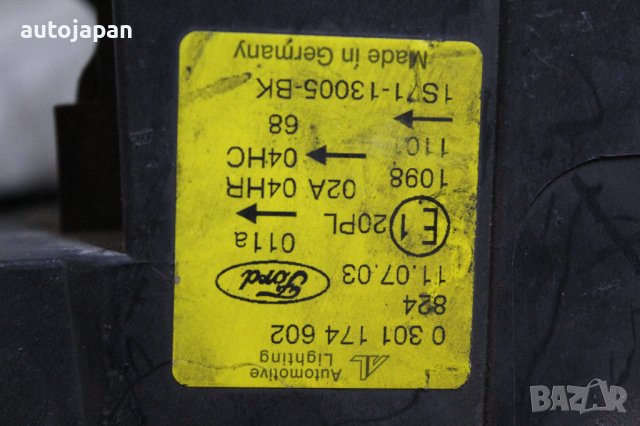 autojapan
Automotive
Lighting
0 301 174 602
824
11.07.03
Ford
011a
E1
20PL
02A 04HR
1098
04HC
68
1S71-13005-BK
Made in Germany
BAZAR